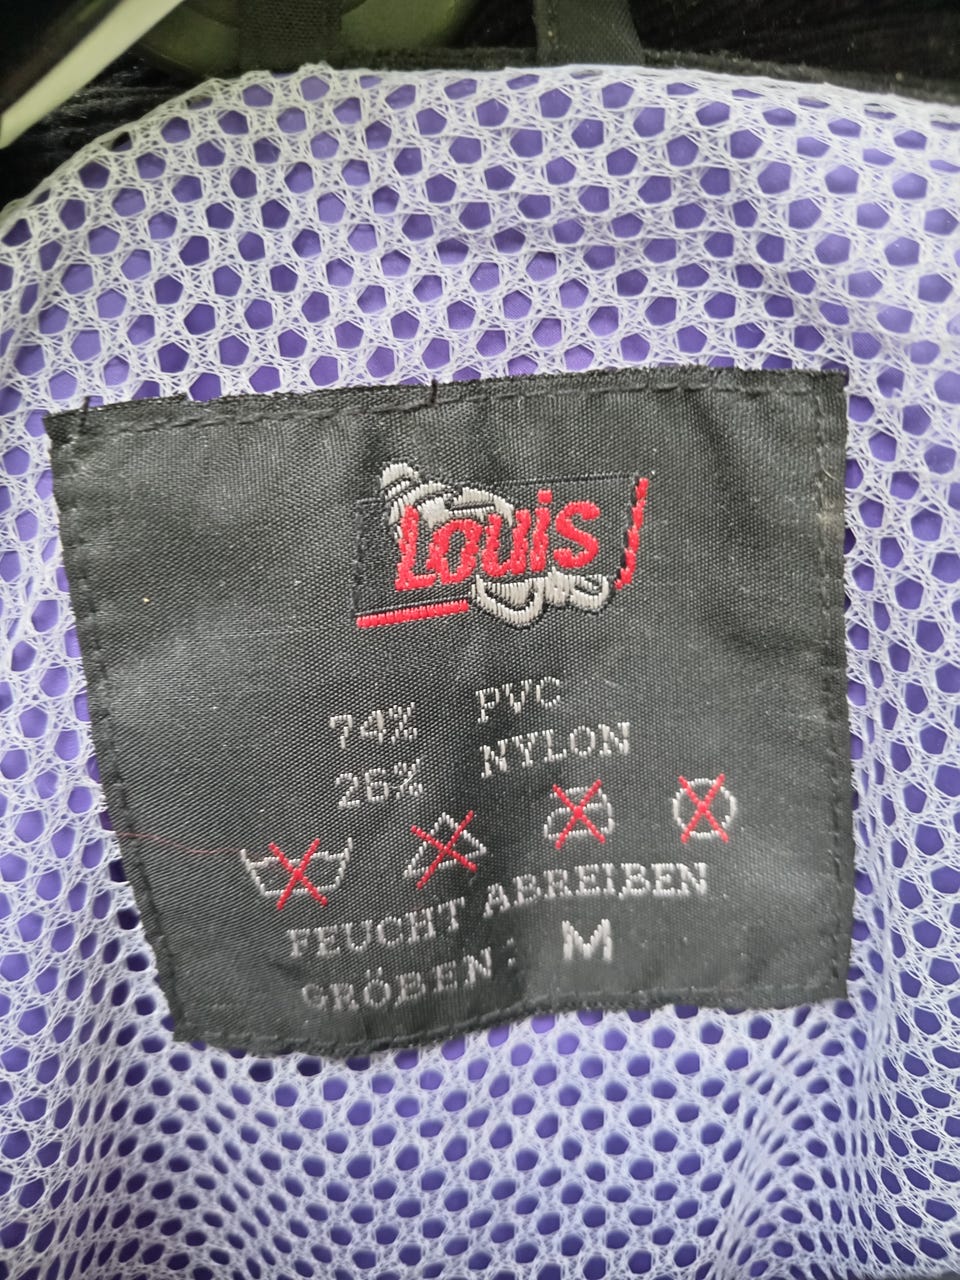 Louis
74% PVC
26% NYLON
FEUCHT ABREIBEN
GRÖBEN: M